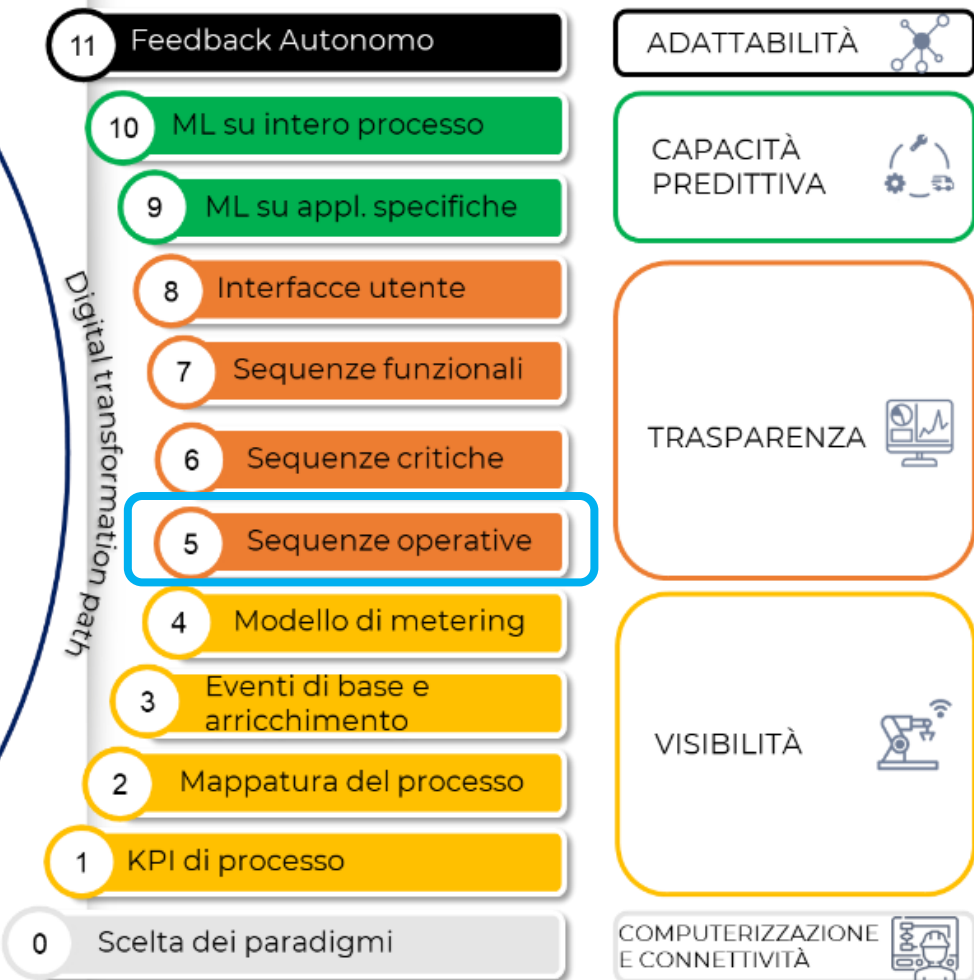 11 Feedback Autonomo
ADATTABILITÀ
10 ML su intero processo
9 ML su appl. specifiche
CAPACITÀ
PREDITTIVA
8 Interfacce utente
7 Sequenze funzionali
6 Sequenze critiche
5 Sequenze operative
TRASPARENZA
4 Modello di metering
3 Eventi di base e
arricchimento
2 Mappatura del processo
1 KPI di processo
VISIBILITÀ
0 Scelta dei paradigmi
COMPUTERIZZAZIONE
E CONNETTIVITÀ
Digital transformation path